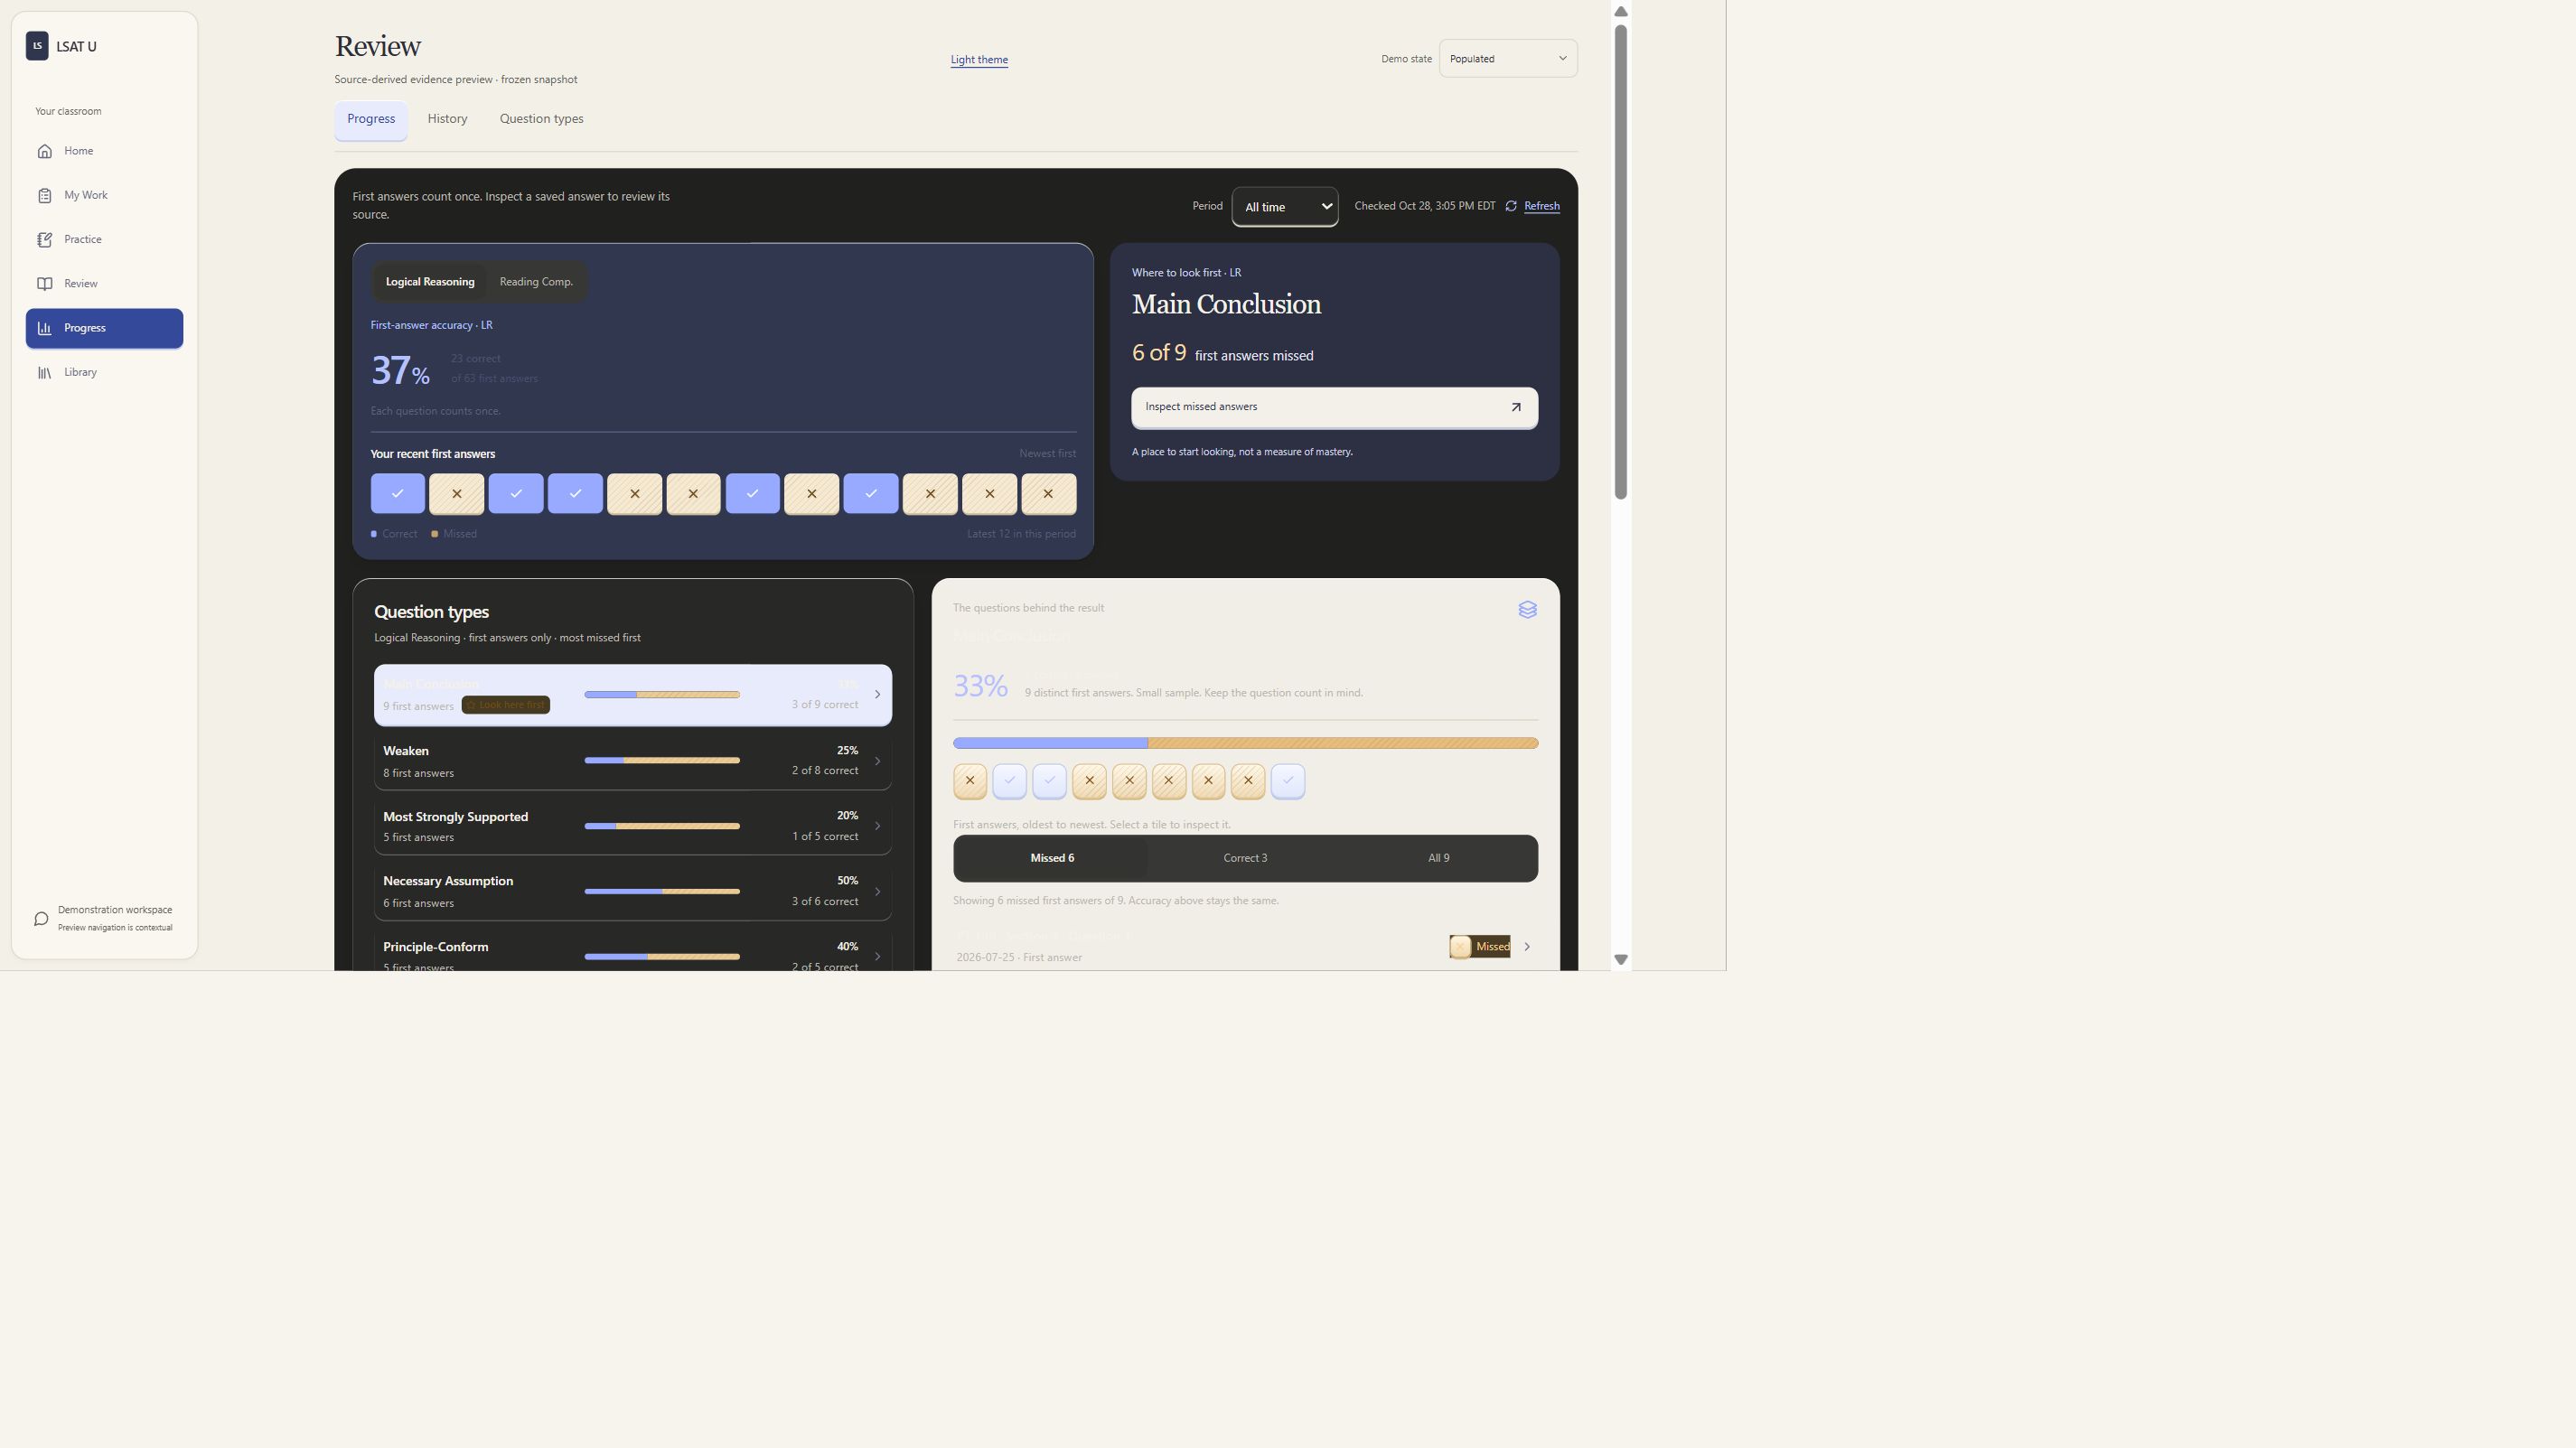 LS LSAT U
Your classroom
Home
My Work
Practice
Review
Progress
Library
Demonstration workspace
Preview navigation is contextual
Review
Source-derived evidence preview · frozen snapshot
Light theme
Demo state Populated
Progress History Question types
First answers count once. Inspect a saved answer to review its
source.
Period All time Checked Oct 28, 3:05 PM EDT Refresh
Logical Reasoning Reading Comp.
First-answer accuracy · LR
37%
23 correct
of 63 first answers
Each question counts once.
Your recent first answers Newest first
Correct Missed Latest 12 in this period
Where to look first · LR
Main Conclusion
6 of 9 first answers missed
Inspect missed answers
A place to start looking, not a measure of mastery.
Question types
Logical Reasoning · first answers only · most missed first
Main Conclusion
9 first answers Look here first 3 of 9 correct
Weaken 25%
8 first answers 2 of 8 correct
Most Strongly Supported 20%
5 first answers 1 of 5 correct
Necessary Assumption 50%
6 first answers 3 of 6 correct
Principle-Conform 40%
5 first answers 2 of 5 correct
The questions behind the result
Main Conclusion
33%
9 distinct first answers. Small sample. Keep the question count in mind.
First answers, oldest to newest. Select a tile to inspect it.
Missed 6 Correct 3 All 9
Showing 6 missed first answers of 9. Accuracy above stays the same.
Missed
2026-07-25 · First answer